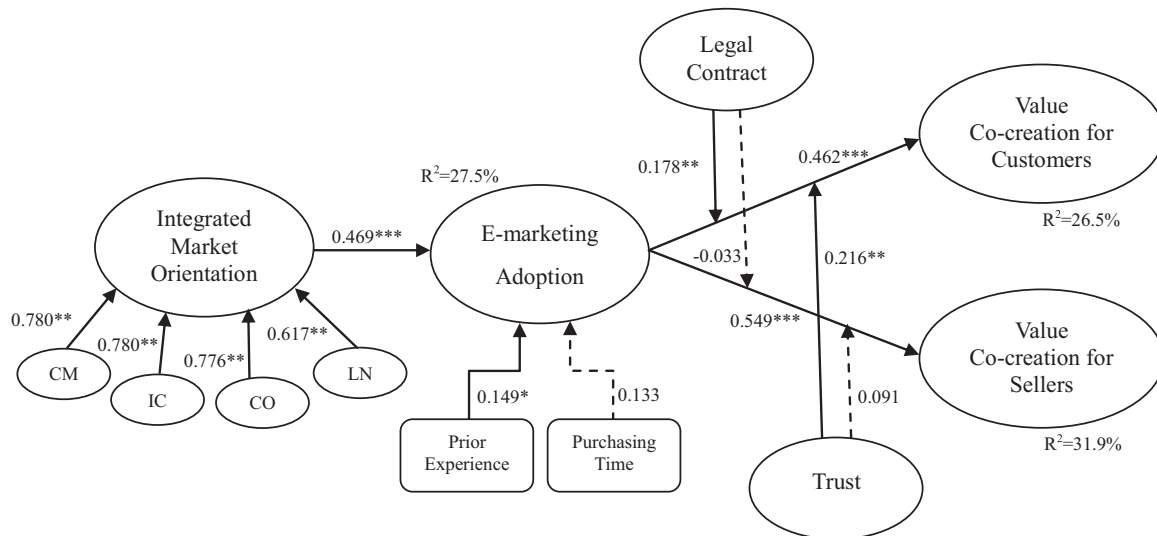 Legal
Contract
Value
Co-creation for
Customers
R²=26.5%
0.178**
0.462***
R²=27.5%
Integrated
Market
Orientation
0.469***
E-marketing
Adoption
-0.033
0.216**
0.549***
Value
Co-creation for
Sellers
R²=31.9%
0.780**
0.780**
0.776**
0.617**
CM
IC
CO
LN
0.149*
0.133
0.091
Prior
Experience
Purchasing
Time
Trust